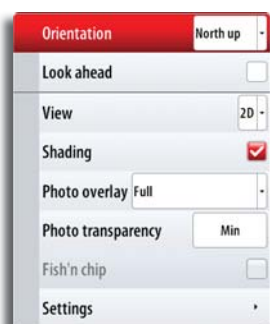 Orientation North up
Look ahead
View 2D
Shading
Photo overlay Full
Photo transparency Min
Fish'n chip
Settings